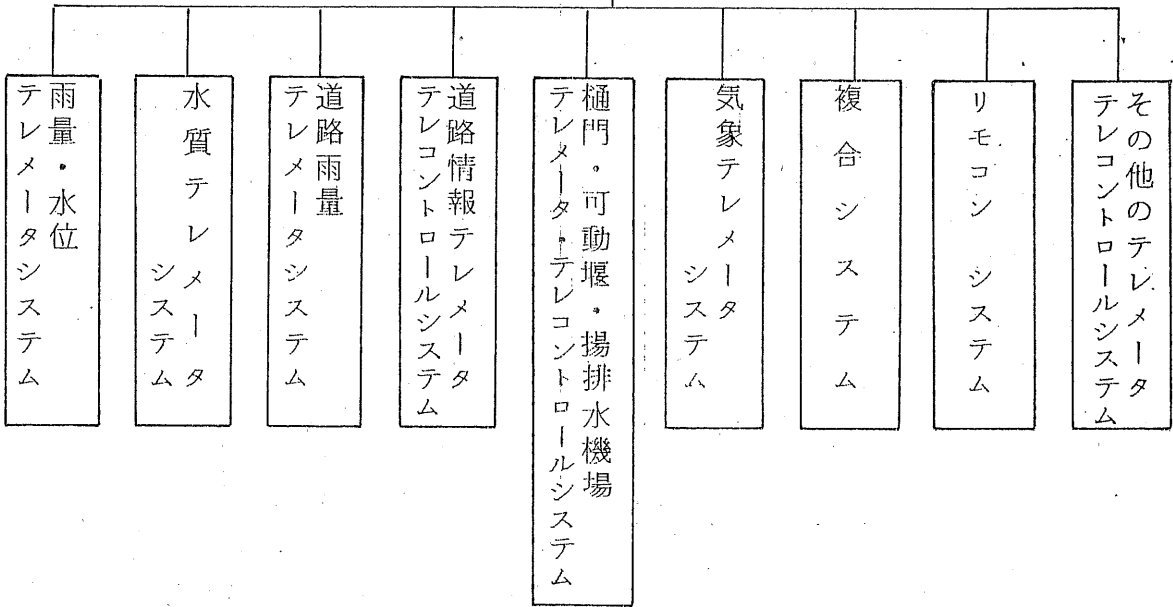 雨量・水位
テレメータシステム
水質テレメータ
システム
道路雨量
テレメータシステム
道路情報テレメータ
テレコントロールシステム
樋門・可動堰・揚排水機場
テレメータ・テレコントロールシステム
気象テレメータ
システム
複合システム
リモコン システム
その他のテレメータ
テレコントロールシステム